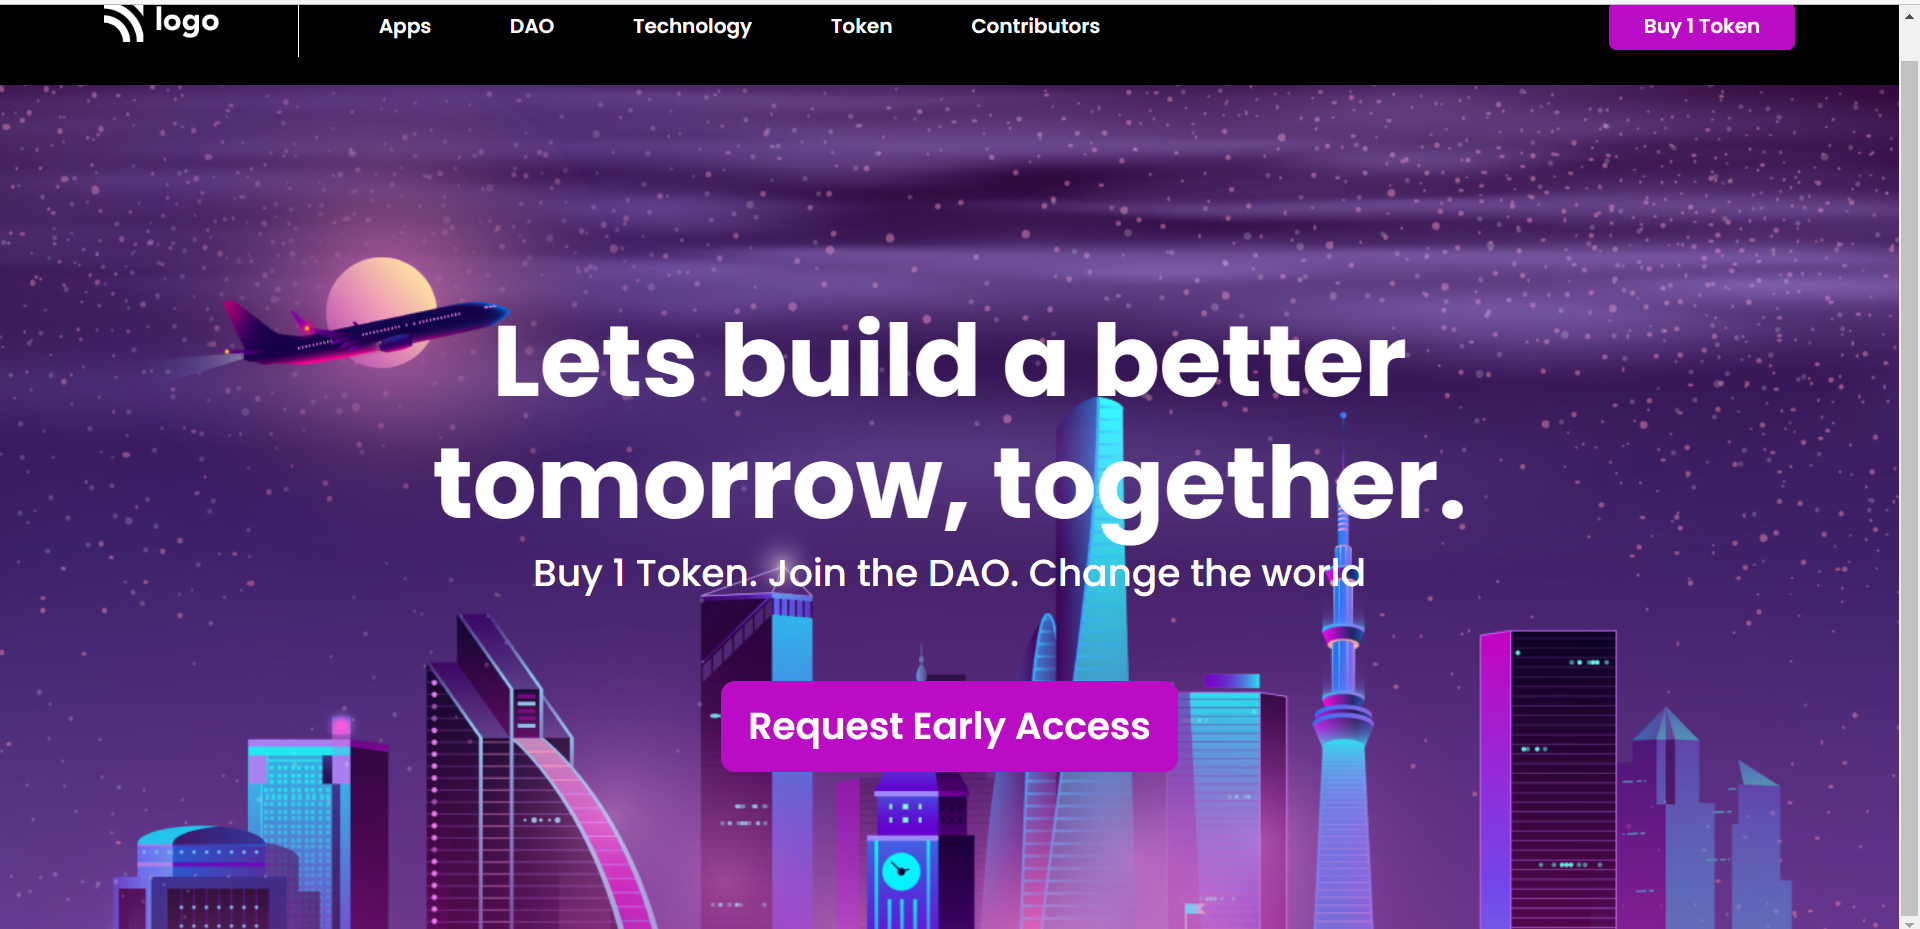 logo
Apps
DAO
Technology
Token
Contributors
Buy 1 Token
Lets build a better
tomorrow, together.
Buy 1 Token. Join the DAO. Change the world
Request Early Access